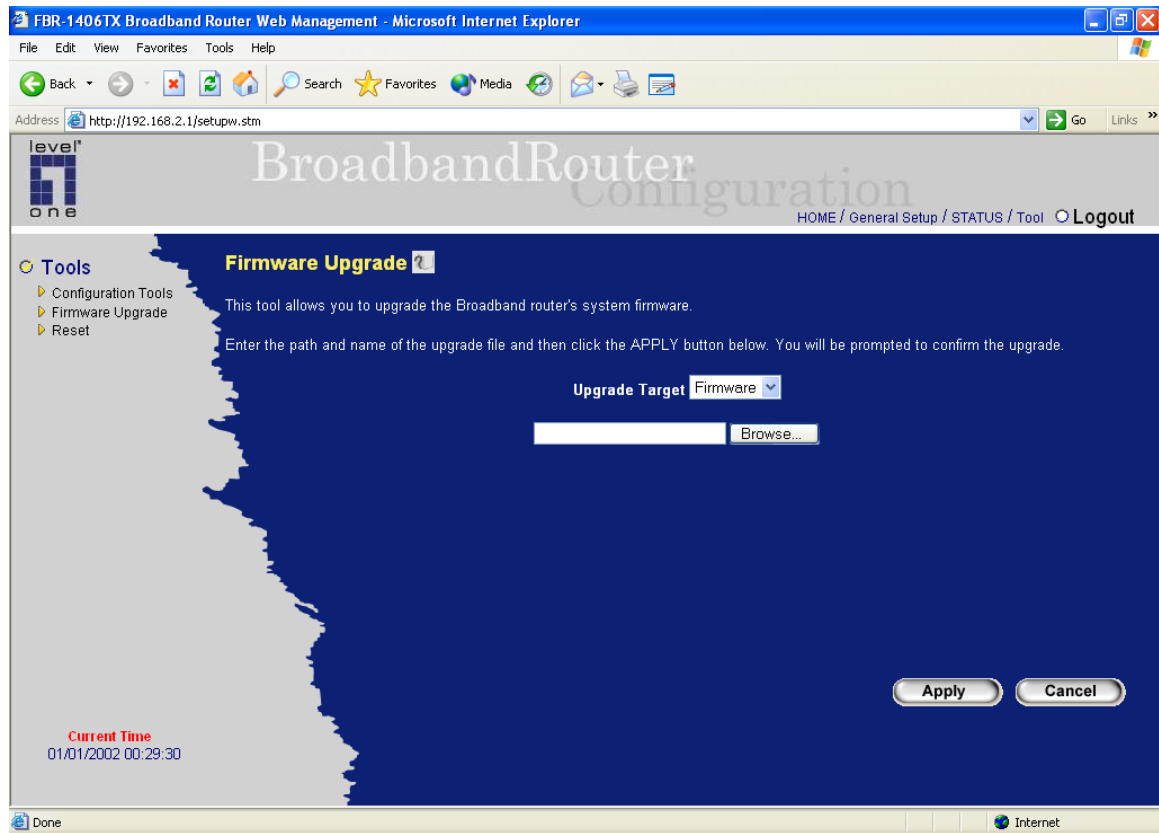 FBR-1406TX Broadband Router Web Management - Microsoft Internet Explorer
File Edit View Favorites Tools Help
Back Search Favorites Media
Address http://192.168.2.1/setupw.stm Go Links »
level one
BroadbandRouter
Configuration
HOME / General Setup / STATUS / Tool Logout
Tools
Configuration Tools
Firmware Upgrade
Reset
Firmware Upgrade
This tool allows you to upgrade the Broadband router's system firmware.
Enter the path and name of the upgrade file and then click the APPLY button below. You will be prompted to confirm the upgrade.
Upgrade Target Firmware
Browse...
Apply Cancel
Current Time
01/01/2002 00:29:30
Done Internet